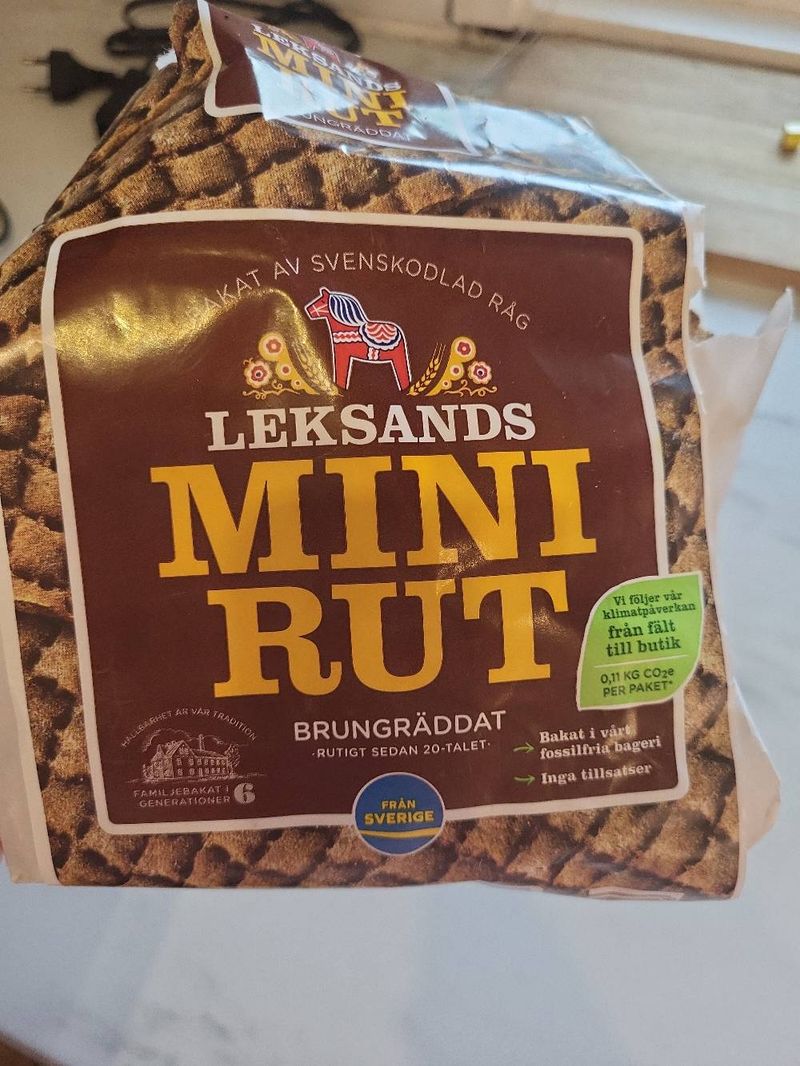 LEKSANDS
MINI
RUT
BRUNGRÄDDAT
BAKAT AV SVENSKODLAD RÅG
LEKSANDS
MINI
RUT
BRUNGRÄDDAT
·RUTIGT SEDAN 20-TALET·
Vi följer vår
klimatpåverkan
från fält
till butik
0,11 KG CO2e
PER PAKET*
→ Bakat i vårt
fossilfria bageri
→ Inga tillsatser
HÅLLBARHET ÄR VÅR TRADITION
FAMILJEBAKAT I
GENERATIONER 6
FRÅN
SVERIGE